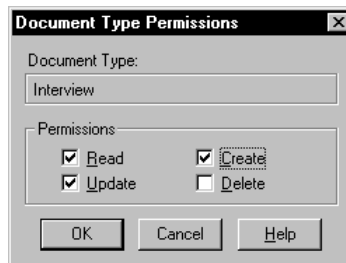 Document Type Permissions
Document Type:
Interview
Permissions
Read Create
Update Delete
OK Cancel Help